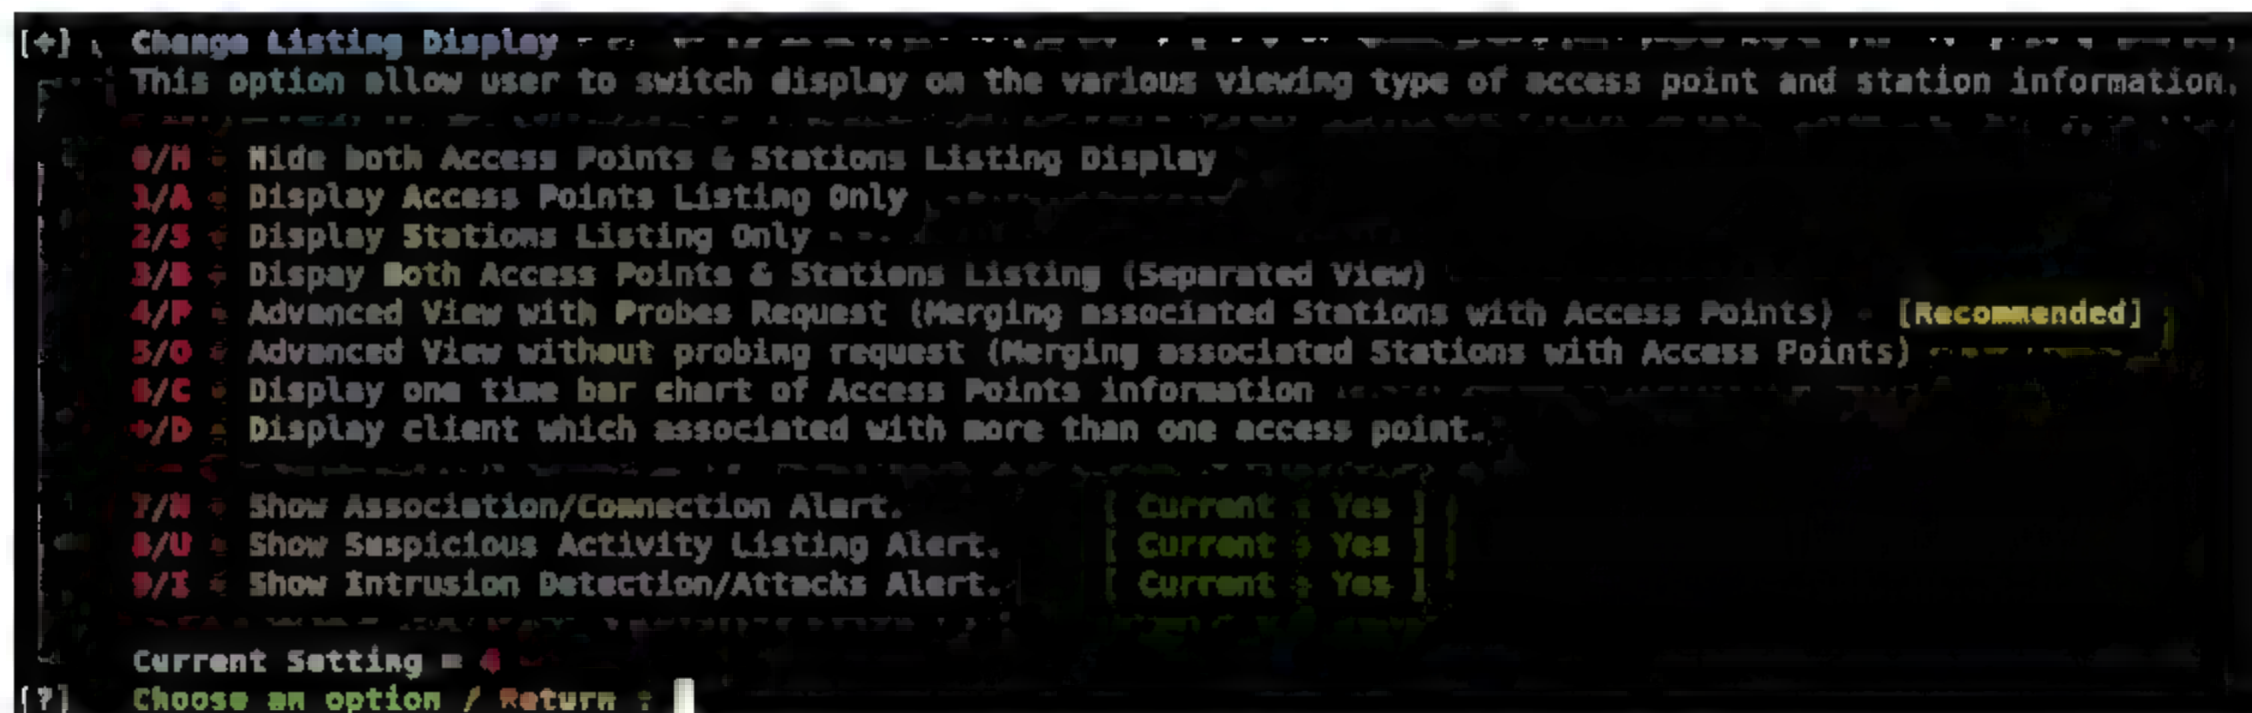 [+] Change Listing Display
This option allow user to switch display on the various viewing type of access point and station information.
0/H = Hide both Access Points & Stations Listing Display
1/A = Display Access Points Listing Only
2/S = Display Stations Listing Only
3/B = Dispay Both Access Points & Stations Listing (Separated View)
4/P = Advanced View with Probes Request (Merging associated Stations with Access Points) - [Recommended]
5/O = Advanced View without probing request (Merging associated Stations with Access Points)
6/C = Display one time bar chart of Access Points information
+/D = Display client which associated with more than one access point.
7/N = Show Association/Connection Alert. [ Current : Yes ]
8/U = Show Suspicious Activity Listing Alert. [ Current : Yes ]
9/I = Show Intrusion Detection/Attacks Alert. [ Current : Yes ]
Current Setting = 4
[?] Choose an option / Return :